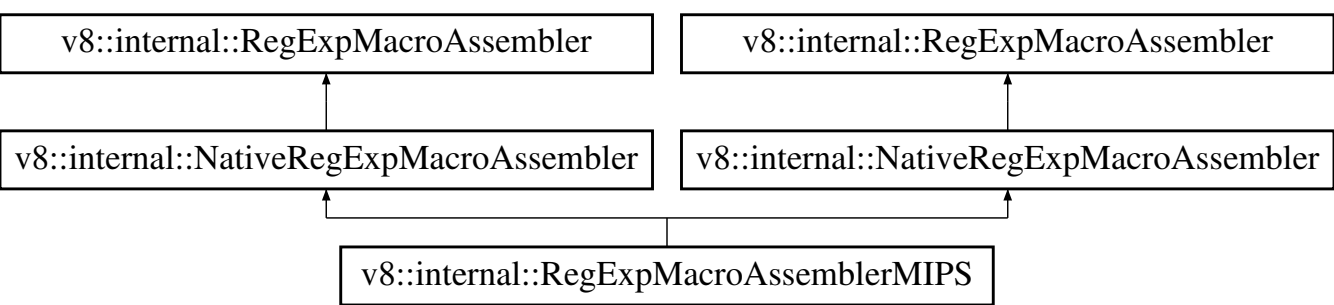 v8::internal::RegExpMacroAssembler
v8::internal::RegExpMacroAssembler
v8::internal::NativeRegExpMacroAssembler
v8::internal::NativeRegExpMacroAssembler
v8::internal::RegExpMacroAssemblerMIPS